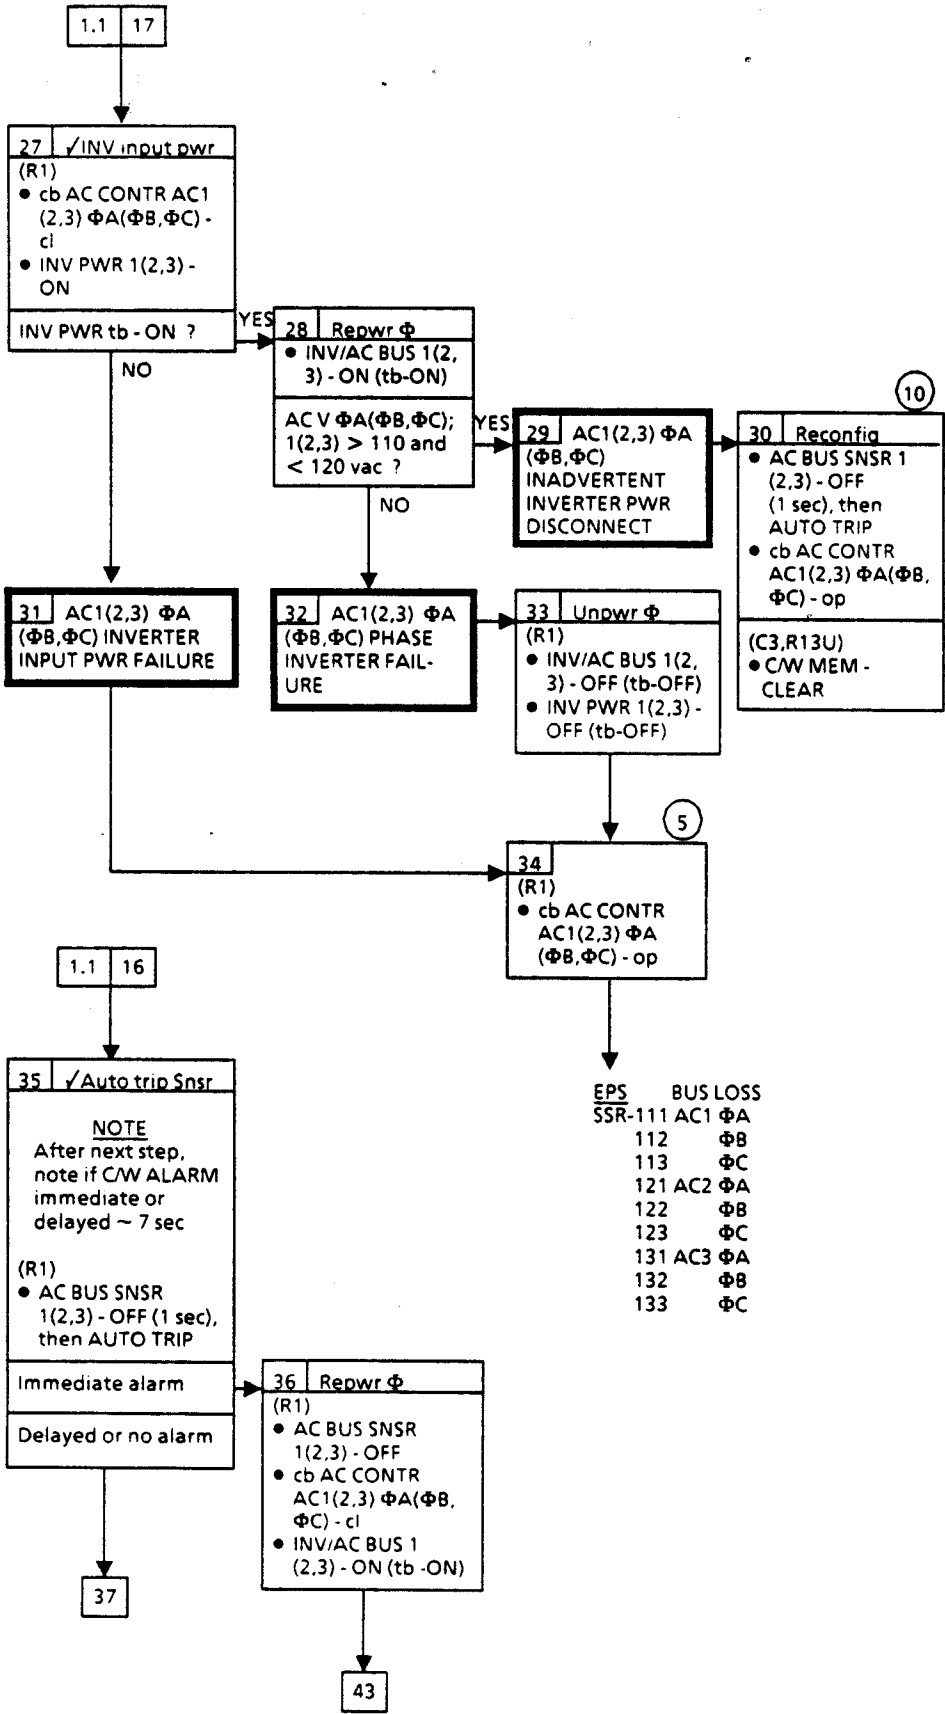 1.1 17
27 ✓INV input pwr
(R1)
● cb AC CONTR AC1
(2,3) ΦA(ΦB,ΦC) -
cl
● INV PWR 1(2,3) -
ON
INV PWR tb - ON ?
YES
NO
28 Repwr Φ
● INV/AC BUS 1(2,
3) - ON (tb-ON)
AC V ΦA(ΦB,ΦC);
1(2,3) > 110 and
< 120 vac ?
YES
NO
29 AC1(2,3) ΦA
(ΦB,ΦC)
INADVERTENT
INVERTER PWR
DISCONNECT
10
30 Reconfig
● AC BUS SNSR 1
(2,3) - OFF
(1 sec), then
AUTO TRIP
● cb AC CONTR
AC1(2,3) ΦA(ΦB,
ΦC) - op
(C3,R13U)
● C/W MEM -
CLEAR
31 AC1(2,3) ΦA
(ΦB,ΦC) INVERTER
INPUT PWR FAILURE
32 AC1(2,3) ΦA
(ΦB,ΦC) PHASE
INVERTER FAIL-
URE
33 Unpwr Φ
(R1)
● INV/AC BUS 1(2,
3) - OFF (tb-OFF)
● INV PWR 1(2,3) -
OFF (tb-OFF)
5
34
(R1)
● cb AC CONTR
AC1(2,3) ΦA
(ΦB,ΦC) - op
EPS BUS LOSS
SSR-111 AC1 ΦA
112 ΦB
113 ΦC
121 AC2 ΦA
122 ΦB
123 ΦC
131 AC3 ΦA
132 ΦB
133 ΦC
1.1 16
35 ✓Auto trip Snsr
NOTE
After next step,
note if C/W ALARM
immediate or
delayed ~ 7 sec
(R1)
● AC BUS SNSR
1(2,3) - OFF (1 sec),
then AUTO TRIP
Immediate alarm
Delayed or no alarm
37
36 Repwr Φ
(R1)
● AC BUS SNSR
1(2,3) - OFF
● cb AC CONTR
AC1(2,3) ΦA(ΦB,
ΦC) - cl
● INV/AC BUS 1
(2,3) - ON (tb -ON)
43